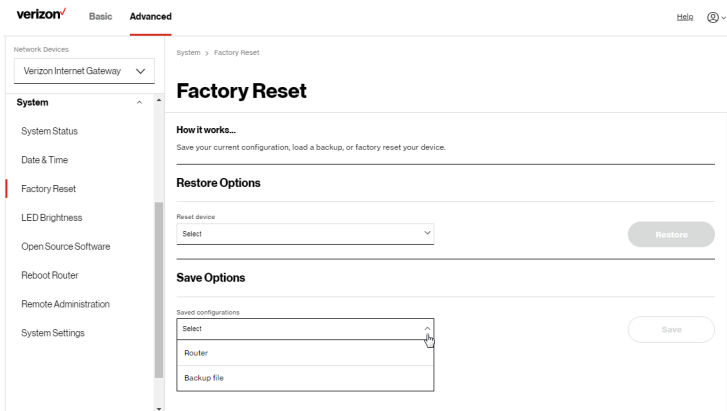 verizon
Basic
Advanced
Help
Network Devices
Verizon Internet Gateway
System
System Status
Date & Time
Factory Reset
LED Brightness
Open Source Software
Reboot Router
Remote Administration
System Settings
System > Factory Reset
Factory Reset
How it works...
Save your current configuration, load a backup, or factory reset your device.
Restore Options
Reset device
Select
Restore
Save Options
Saved configurations
Select
Save
Router
Backup file